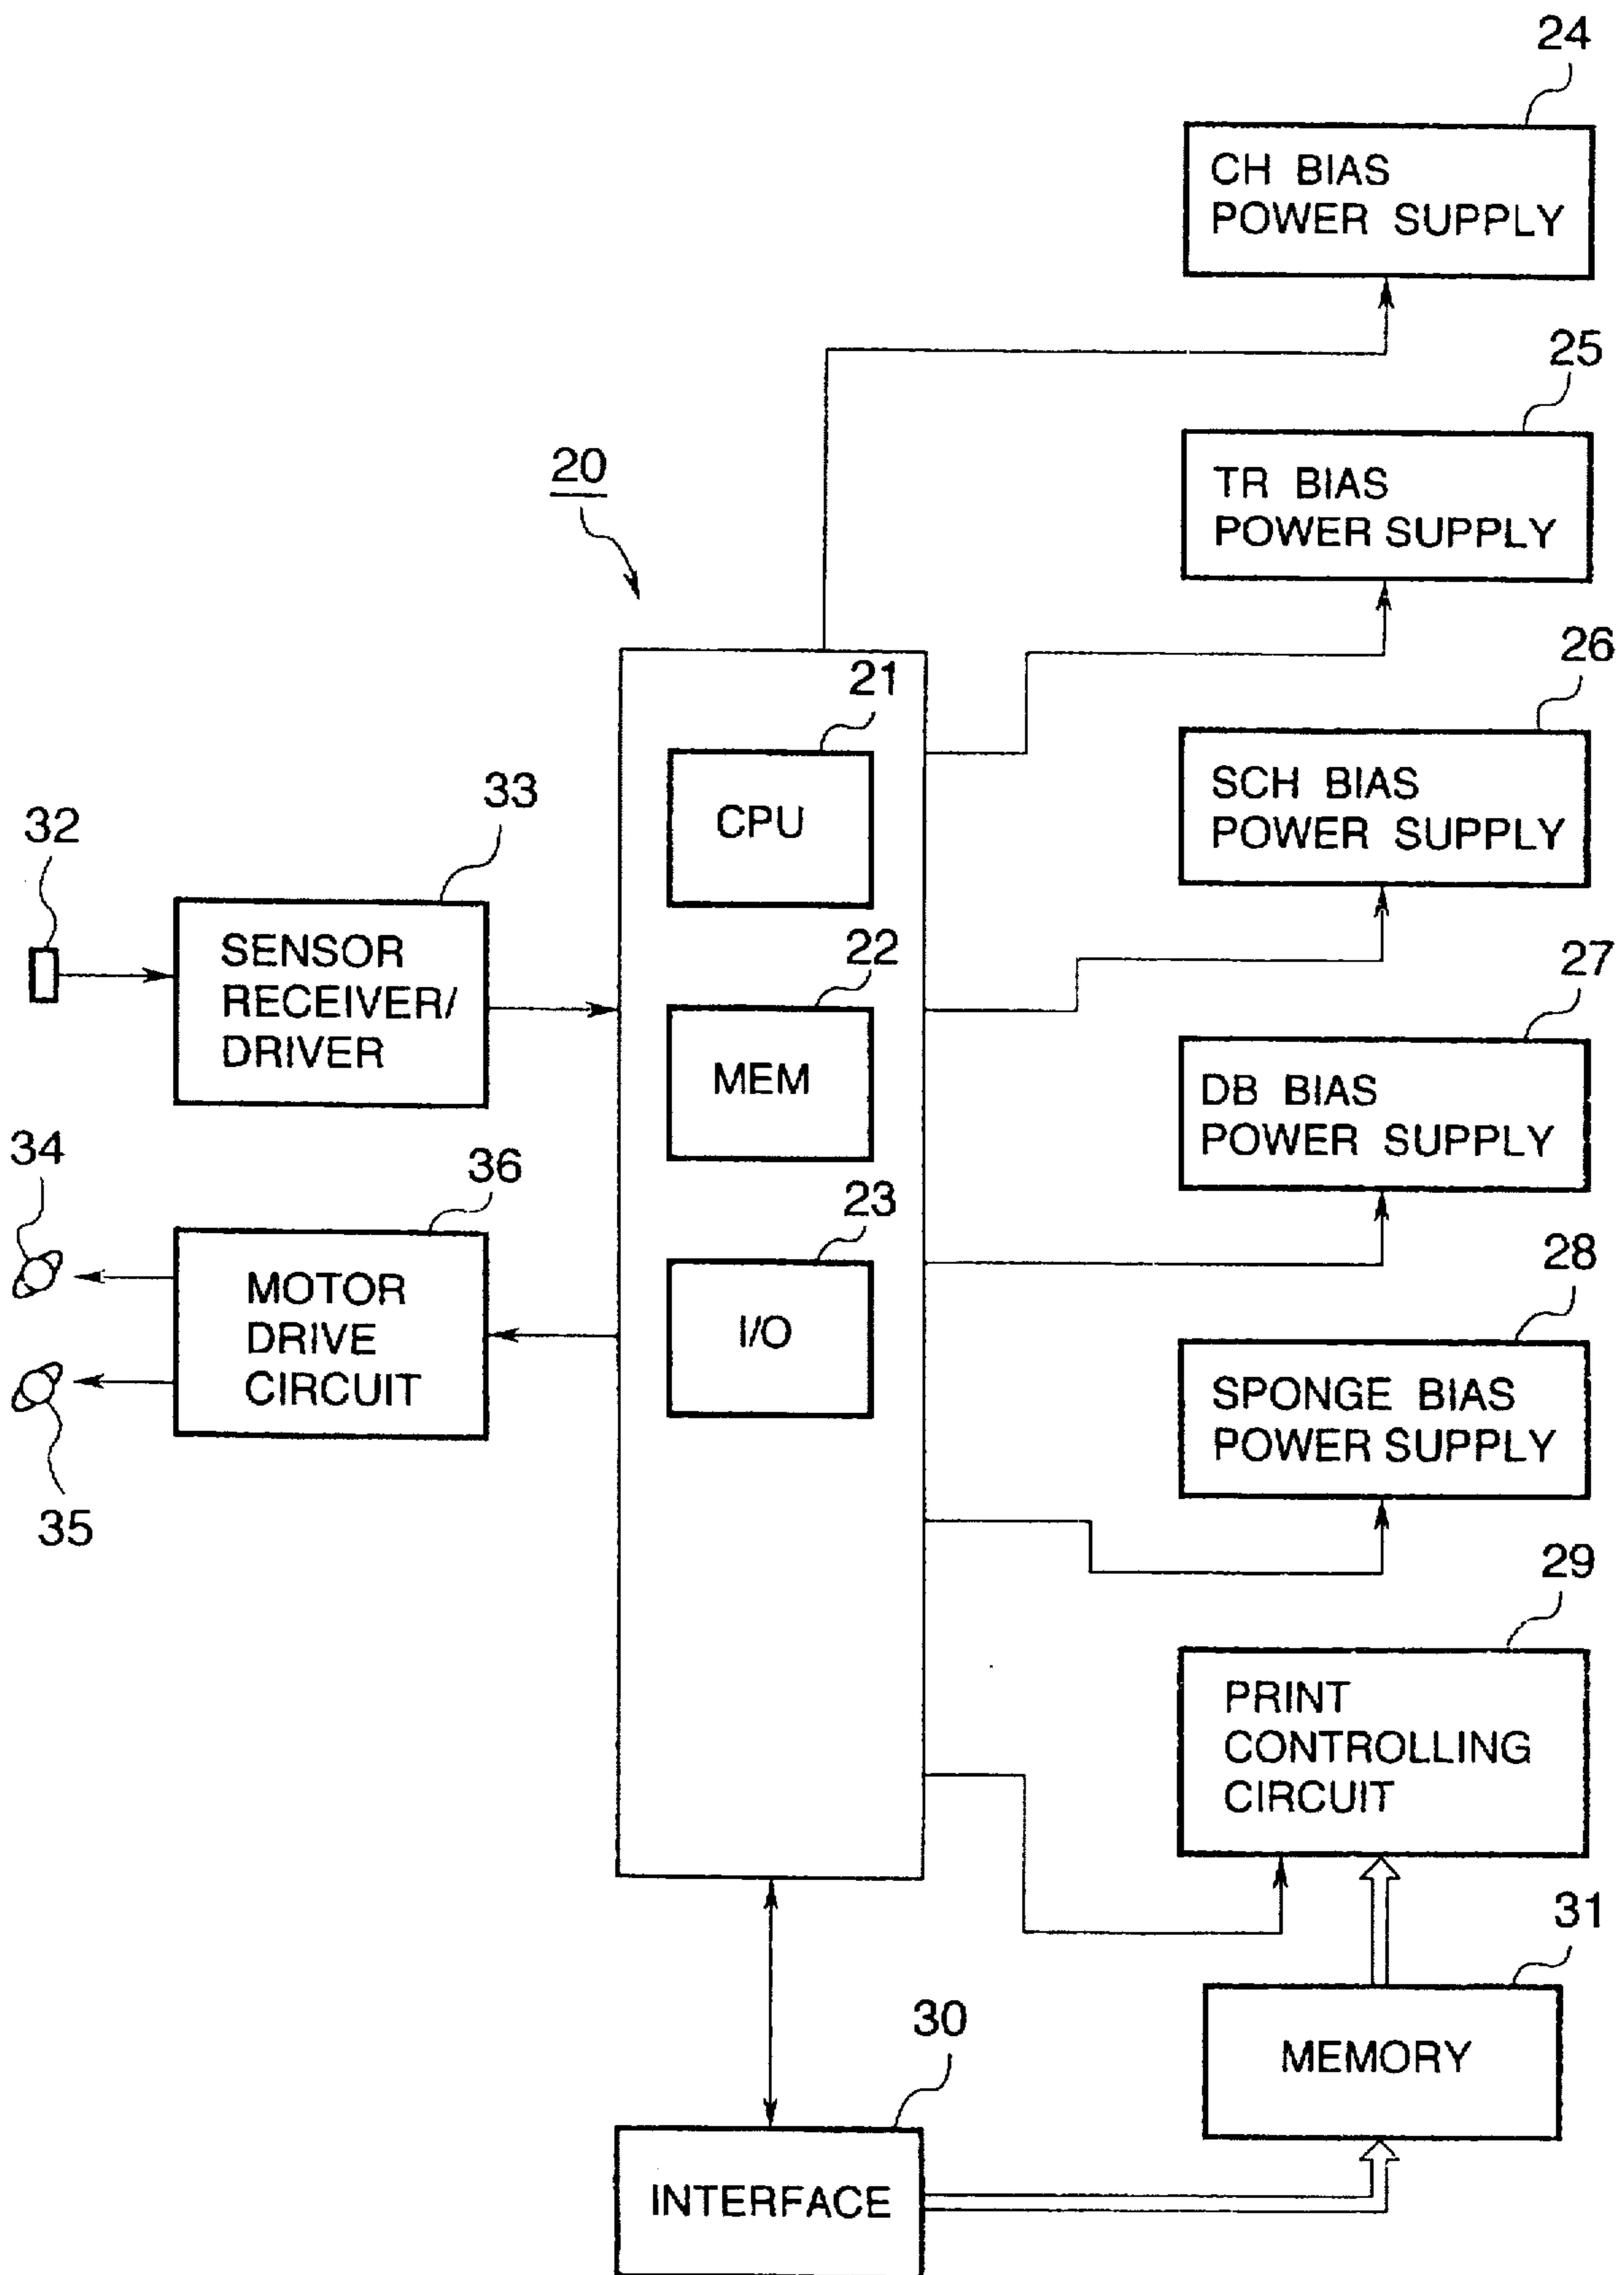 24
CH BIAS
POWER SUPPLY
25
TR BIAS
POWER SUPPLY
20
26
SCH BIAS
POWER SUPPLY
21
CPU
33
32
SENSOR
RECEIVER/
DRIVER
22
MEM
27
DB BIAS
POWER SUPPLY
34
36
MOTOR
DRIVE
CIRCUIT
35
23
I/O
28
SPONGE BIAS
POWER SUPPLY
29
PRINT
CONTROLLING
CIRCUIT
31
MEMORY
30
INTERFACE